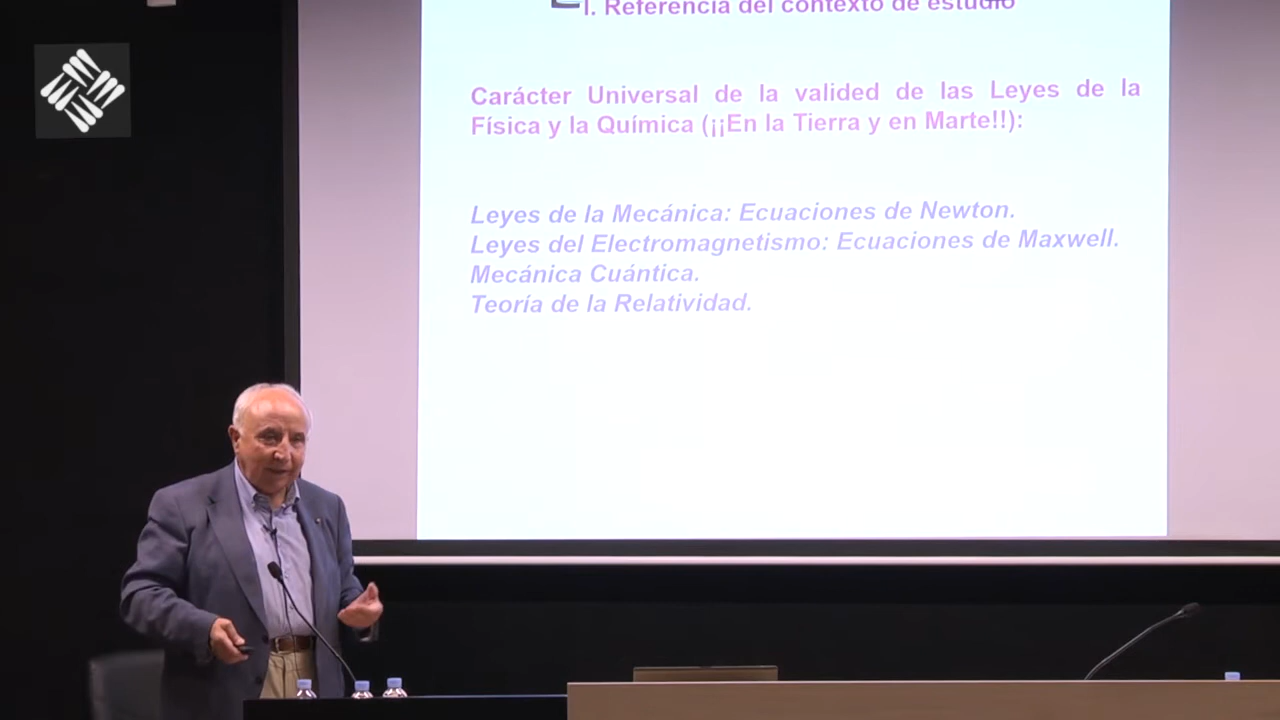 I. Referencia del contexto de estudio
Carácter Universal de la valided de las Leyes de la
Física y la Química (¡¡En la Tierra y en Marte!!):
Leyes de la Mecánica: Ecuaciones de Newton.
Leyes del Electromagnetismo: Ecuaciones de Maxwell.
Mecánica Cuántica.
Teoría de la Relatividad.